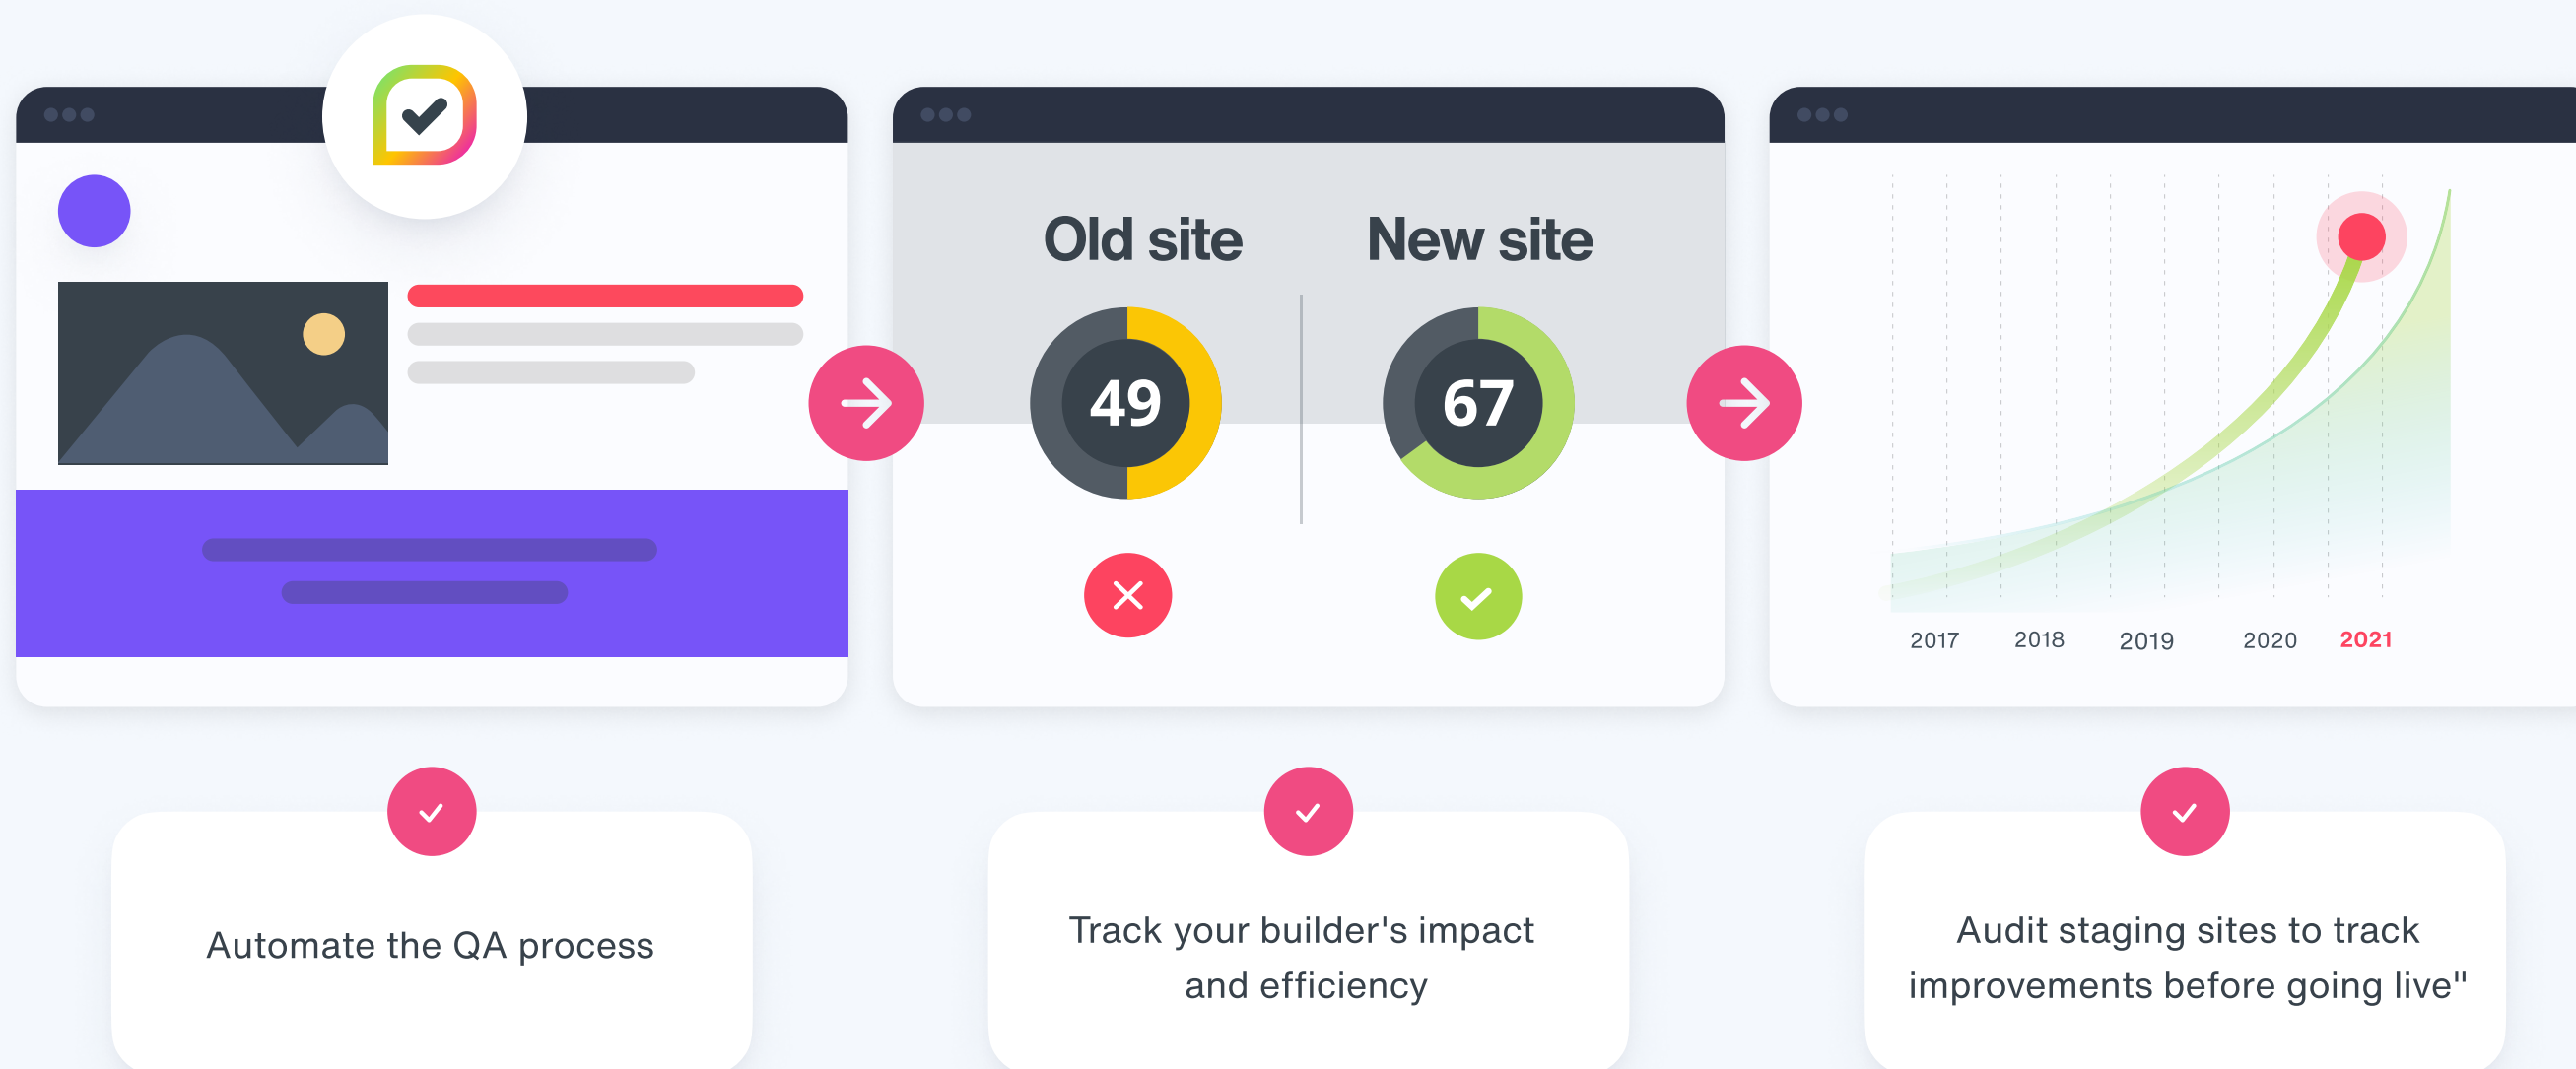 Old site
New site
49
67
2017
2018
2019
2020
2021
Automate the QA process
Track your builder's impact
and efficiency
Audit staging sites to track
improvements before going live"